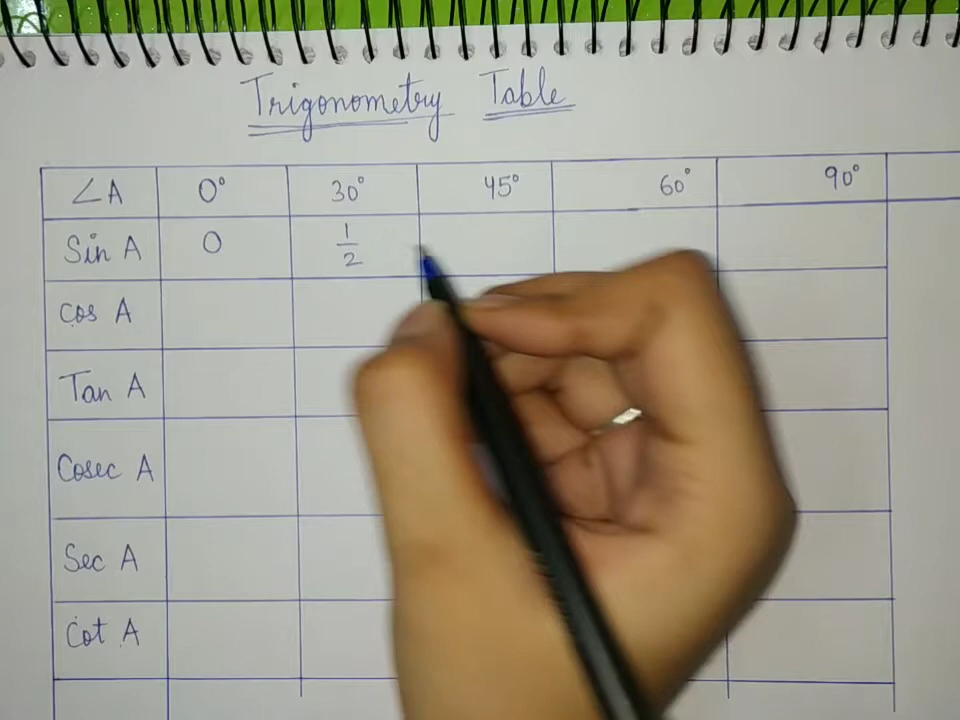 Trigonometry Table
∠A 0° 30° 45° 60° 90°
Sin A 0 1/2
Cos A
Tan A
Cosec A
Sec A
Cot A